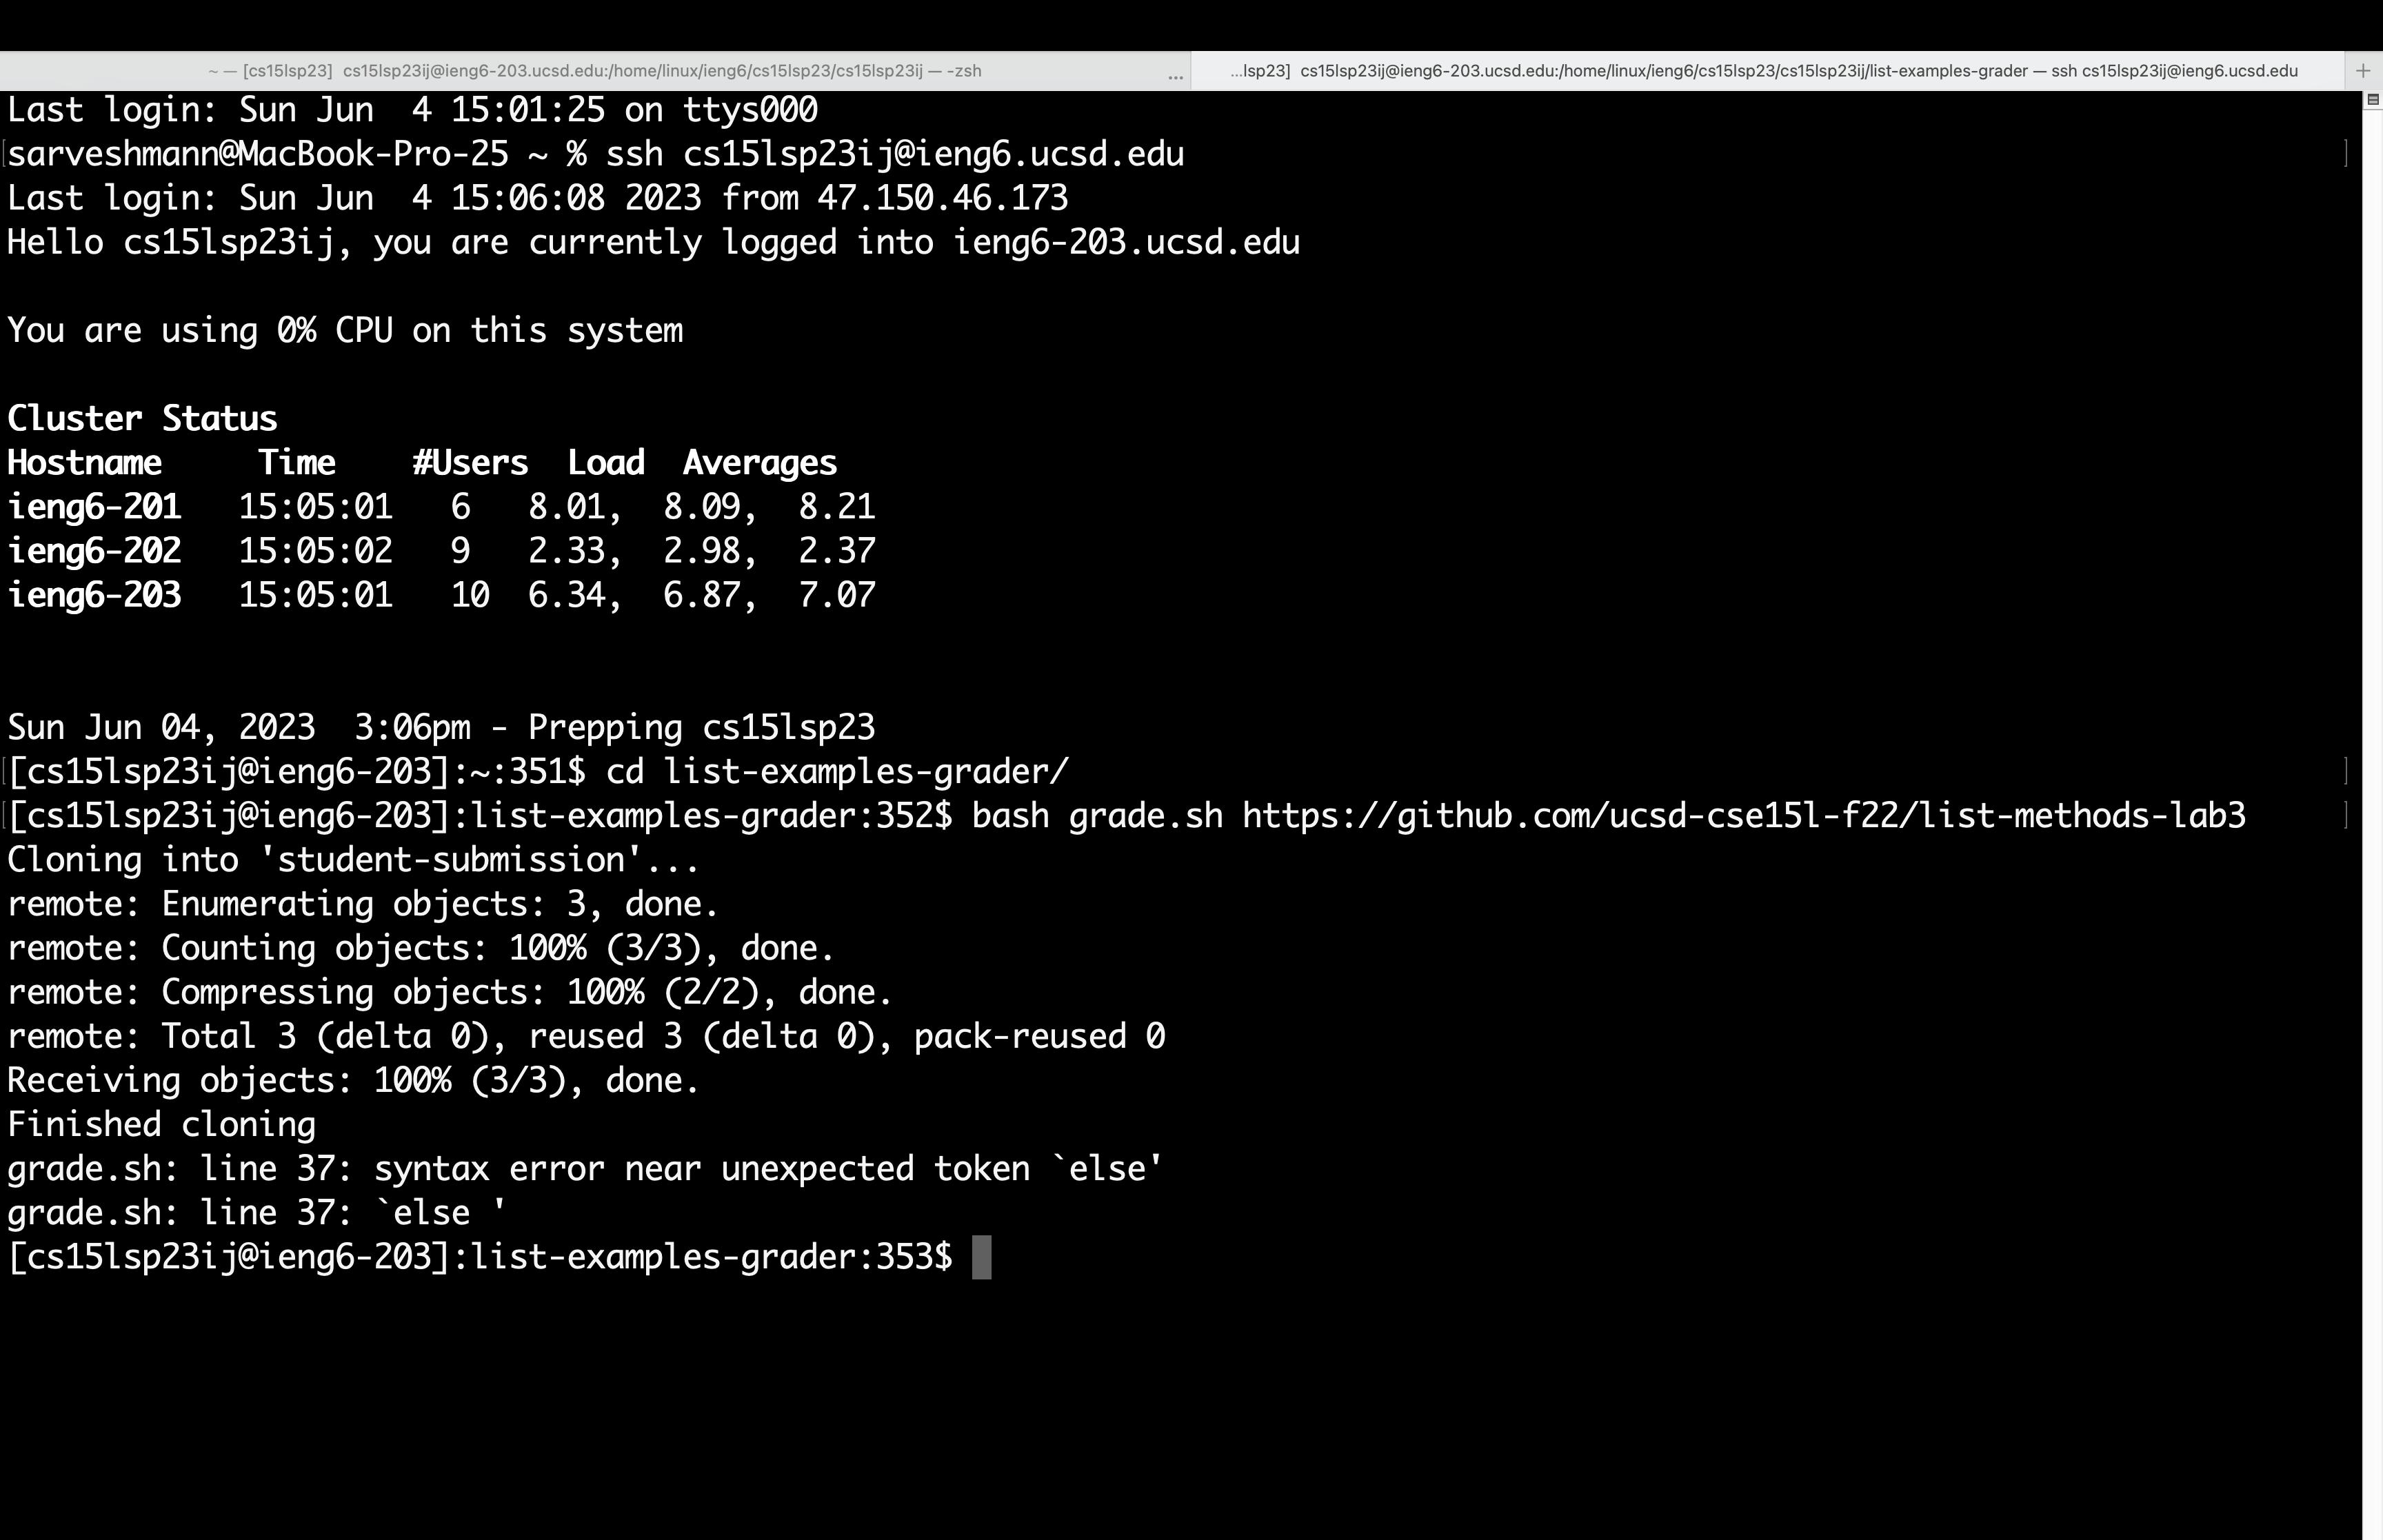 ~ — [cs15lsp23] cs15lsp23ij@ieng6-203.ucsd.edu:/home/linux/ieng6/cs15lsp23/cs15lsp23ij — -zsh ...
...lsp23] cs15lsp23ij@ieng6-203.ucsd.edu:/home/linux/ieng6/cs15lsp23/cs15lsp23ij/list-examples-grader — ssh cs15lsp23ij@ieng6.ucsd.edu +
Last login: Sun Jun  4 15:01:25 on ttys000
[sarveshmann@MacBook-Pro-25 ~ % ssh cs15lsp23ij@ieng6.ucsd.edu ]
Last login: Sun Jun  4 15:06:08 2023 from 47.150.46.173
Hello cs15lsp23ij, you are currently logged into ieng6-203.ucsd.edu
You are using 0% CPU on this system
Cluster Status
Hostname     Time    #Users  Load  Averages
ieng6-201   15:05:01   6   8.01,  8.09,  8.21
ieng6-202   15:05:02   9   2.33,  2.98,  2.37
ieng6-203   15:05:01   10  6.34,  6.87,  7.07
Sun Jun 04, 2023  3:06pm - Prepping cs15lsp23
[[cs15lsp23ij@ieng6-203]:~:351$ cd list-examples-grader/ ]
[[cs15lsp23ij@ieng6-203]:list-examples-grader:352$ bash grade.sh https://github.com/ucsd-cse15l-f22/list-methods-lab3 ]
Cloning into 'student-submission'...
remote: Enumerating objects: 3, done.
remote: Counting objects: 100% (3/3), done.
remote: Compressing objects: 100% (2/2), done.
remote: Total 3 (delta 0), reused 3 (delta 0), pack-reused 0
Receiving objects: 100% (3/3), done.
Finished cloning
grade.sh: line 37: syntax error near unexpected token `else'
grade.sh: line 37: `else '
[cs15lsp23ij@ieng6-203]:list-examples-grader:353$